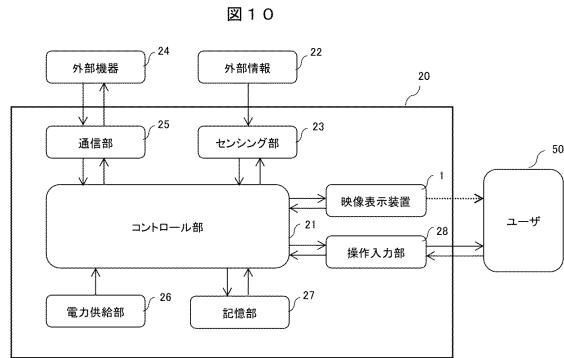 図10
24
22
外部機器
外部情報
20
25
23
通信部
センシング部
50
1
映像表示装置
コントロール部
21
ユーザ
28
操作入力部
26
27
電力供給部
記憶部